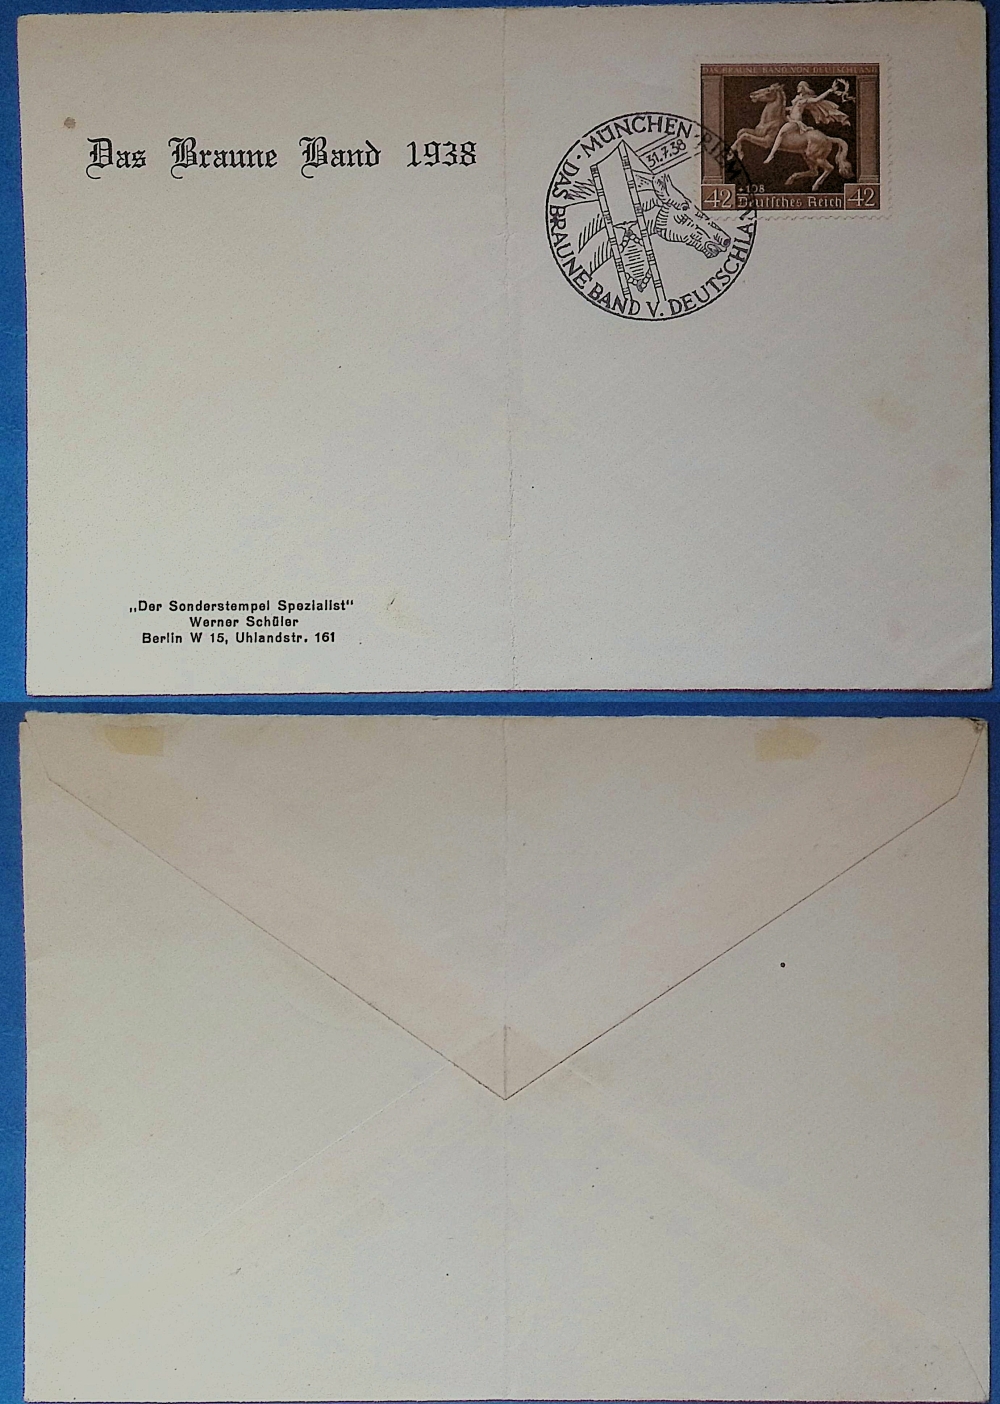 Das Braune Band 1938
DAS BRAUNE BAND VON DEUTSCHLAND
+108
42 Deutsches Reich 42
MÜNCHEN-RIEM
31.7.38
· DAS BRAUNE BAND V. DEUTSCHLAND
„Der Sonderstempel Spezialist“
Werner Schüler
Berlin W 15, Uhlandstr. 161